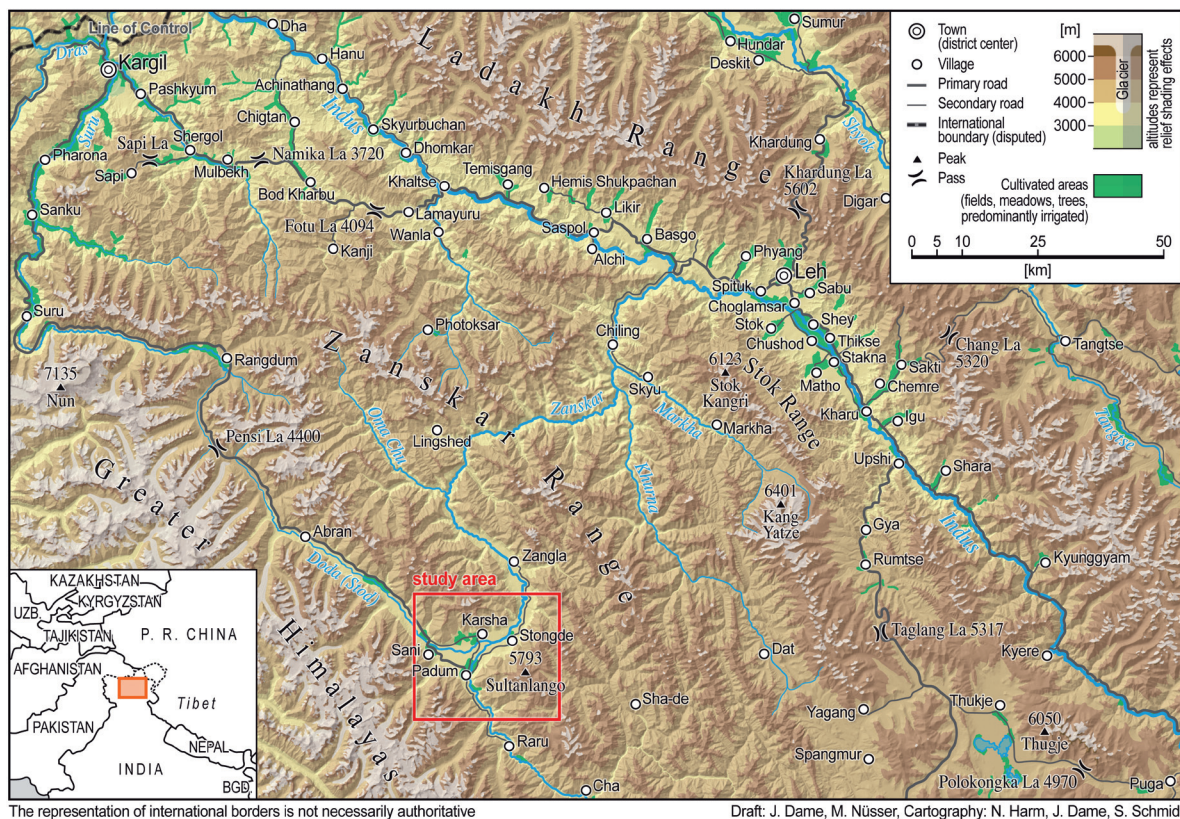 Line of Control
Dras
Kargil
Pashkyum
Suru
Sapi La
Shergol
Pharona
Sapi
Mulbekh
Namika La 3720
Sanku
Suru
Dha
Hanu
Achinathang
Chigtan
Indus
Skyurbuchan
Dhomkar
Bod Kharbu
Khaltse
Fotu La 4094
Lamayuru
Wanla
Kanji
Temisgang
Hemis Shukpachan
Likir
Saspol
Alchi
Basgo
Ladakh Range
Sumur
Hundar
Deskit
Shyok
Khardung
Khardung La
5602
Digar
Phyang
Leh
Spituk
Sabu
Choglamsar
Stok
Shey
Chushod
Thikse
Stakna
Matho
Chang La
5320
Tangtse
Tangtse
Sakti
Chemre
Kharu
Igu
Upshi
Shara
6123
Stok
Kangri
Stok Range
Photoksar
Chiling
Skyu
Zanskar
Markha
Markha
Zanskar Range
Rangdum
7135
Nun
Pensi La 4400
Oma Chu
Lingshed
Khurna
6401
Kang
Yatze
Gya
Rumtse
Indus
Kyunggyam
Greater Himalayas
Abran
Doda (Stod)
Zangla
study area
Karsha
Stongde
Sani
5793
Padum
Sultanlango
Raru
Cha
Sha-de
Dat
Taglang La 5317
Kyere
Yagang
Thukje
6050
Thugje
Spangmur
Polokongka La 4970
Puga
Town
(district center)
Village
Primary road
Secondary road
International
boundary (disputed)
Peak
Pass
[m]
6000
5000
4000
3000
Glacier
altitudes represent
relief shading effects
Cultivated areas
(fields, meadows, trees,
predominantly irrigated)
0 5 10 25 50
[km]
KAZAKHSTAN
KYRGYZSTAN
UZB.
TAJIKISTAN
P. R. CHINA
AFGHANISTAN
Tibet
PAKISTAN
NEPAL
INDIA
BGD
The representation of international borders is not necessarily authoritative
Draft: J. Dame, M. Nüsser, Cartography: N. Harm, J. Dame, S. Schmid